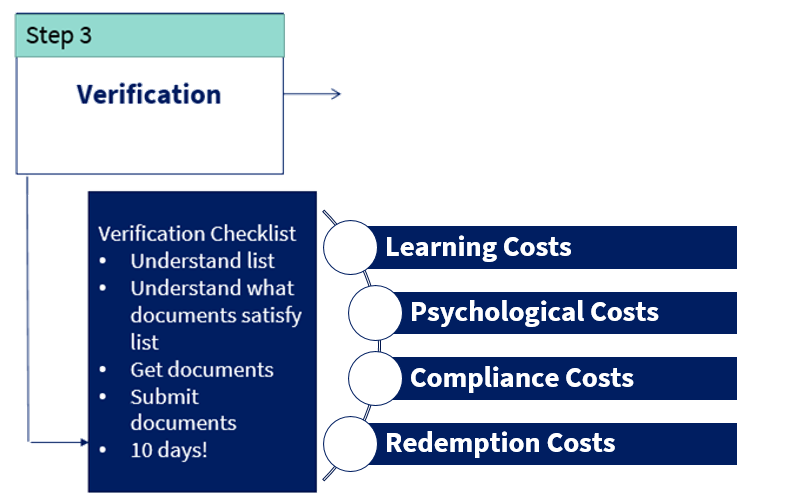 Step 3
Verification
Verification Checklist
• Understand list
• Understand what
documents satisfy
list
• Get documents
• Submit
documents
• 10 days!
Learning Costs
Psychological Costs
Compliance Costs
Redemption Costs